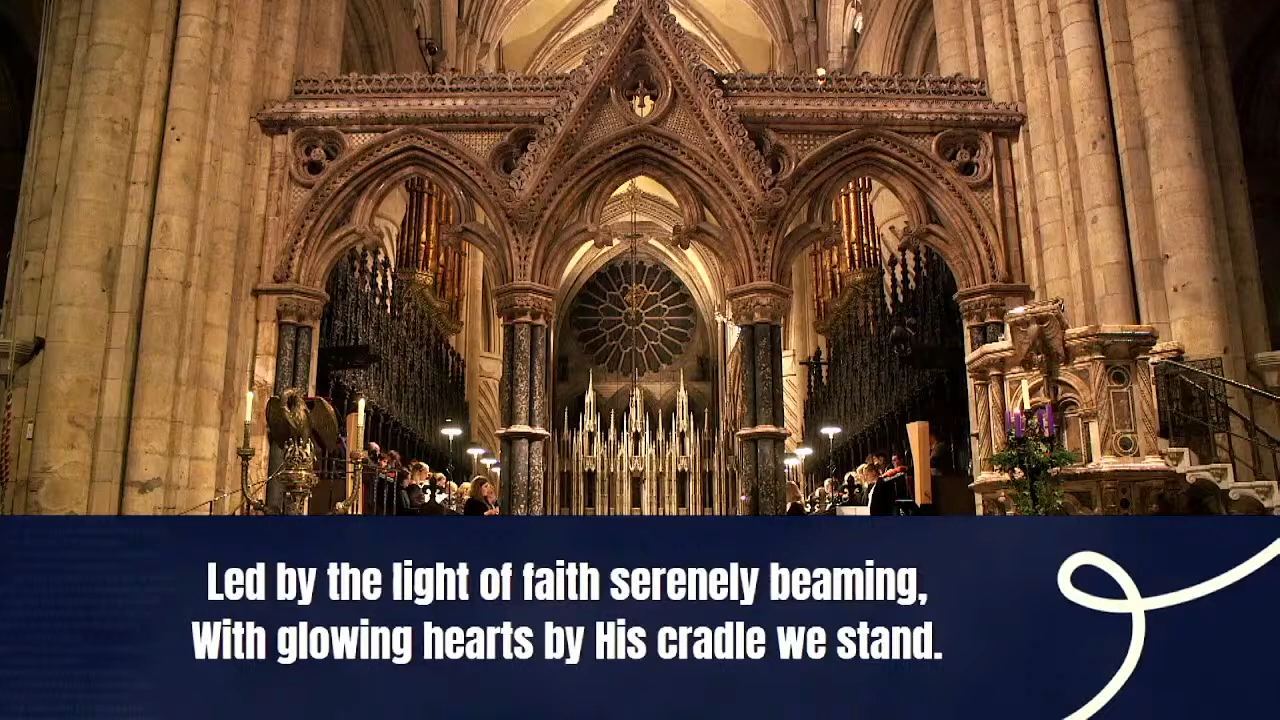 Led by the light of faith serenely beaming,
With glowing hearts by His cradle we stand.